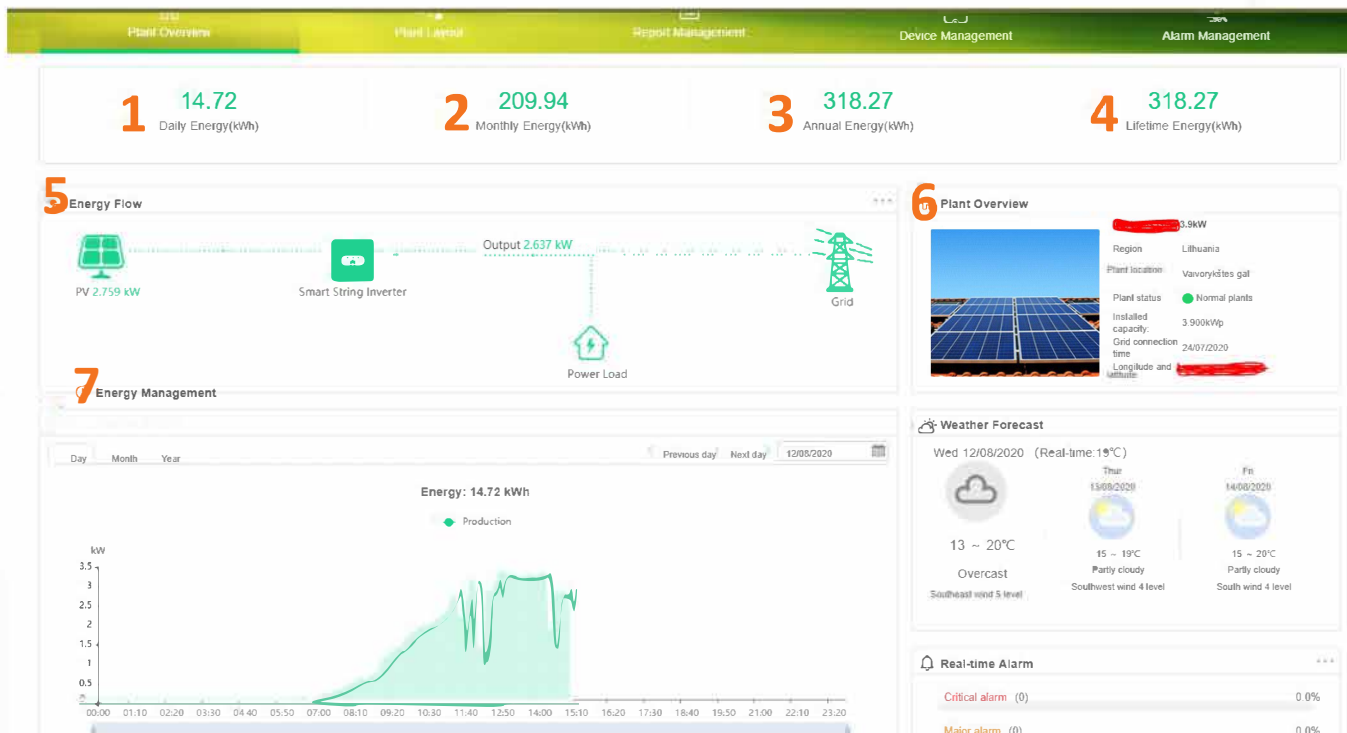 Plant Overview Plant Layout Report Management Device Management Alarm Management
1 14.72 2 209.94 3 318.27 4 318.27
Daily Energy(kWh) Monthly Energy(kWh) Annual Energy(kWh) Lifetime Energy(kWh)
5 Energy Flow
PV 2.759 kW
Smart String Inverter
Output 2.637 kW
Grid
Power Load
6 Plant Overview
3.9kW
Region Lithuania
Plant location Vaivorykštės gat
Plant status Normal plants
Installed
capacity: 3.900kWp
Grid connection
time 24/07/2020
Longitude and
latitude
7 Energy Management
Day Month Year Previous day Next day 12/08/2020
Energy: 14.72 kWh
Production
kW
3.5
3
2.5
2
1.5
1
0.5
00:00 01:10 02:20 03:30 04:40 05:50 07:00 08:10 09:20 10:30 11:40 12:50 14:00 15:10 16:20 17:30 18:40 19:50 21:00 22:10 23:20
Weather Forecast
Wed 12/08/2020 (Real-time:19℃)
13 ~ 20℃
Overcast
Southeast wind 5 level
Thur
13/08/2020
15 ~ 19℃
Partly cloudy
Southwest wind 4 level
Fri
14/08/2020
15 ~ 20℃
Partly cloudy
South wind 4 level
Real-time Alarm
Critical alarm (0) 0.0%
Major alarm (0) 0.0%